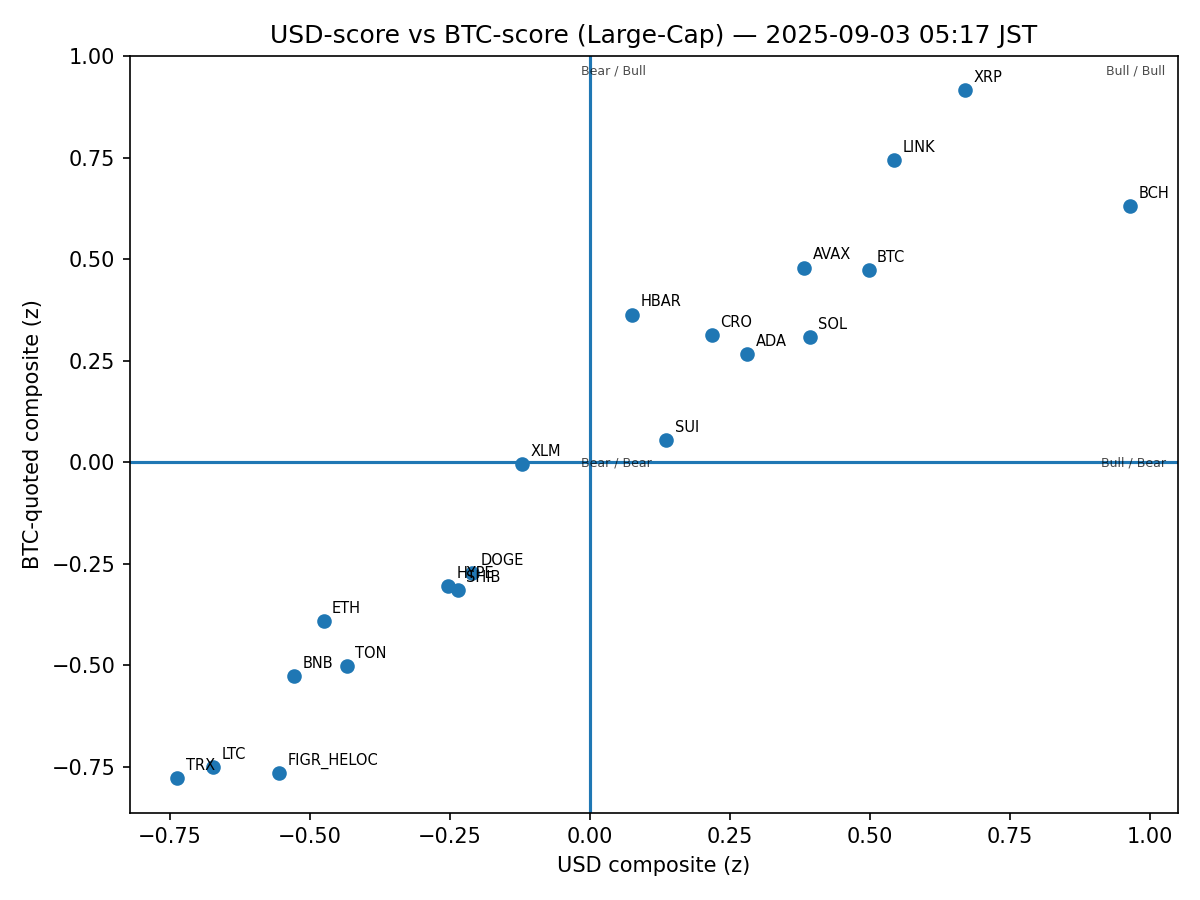 USD-score vs BTC-score (Large-Cap) — 2025-09-03 05:17 JST
1.00
0.75
0.50
0.25
0.00
−0.25
−0.50
−0.75
BTC-quoted composite (z)
Bear / Bull
Bull / Bull
XRP
LINK
BCH
AVAX
BTC
HBAR
CRO
SOL
ADA
SUI
XLM
Bear / Bear
Bull / Bear
DOGE
HYPE
SHIB
ETH
TON
BNB
LTC
TRX
FIGR_HELOC
−0.75
−0.50
−0.25
0.00
0.25
0.50
0.75
1.00
USD composite (z)